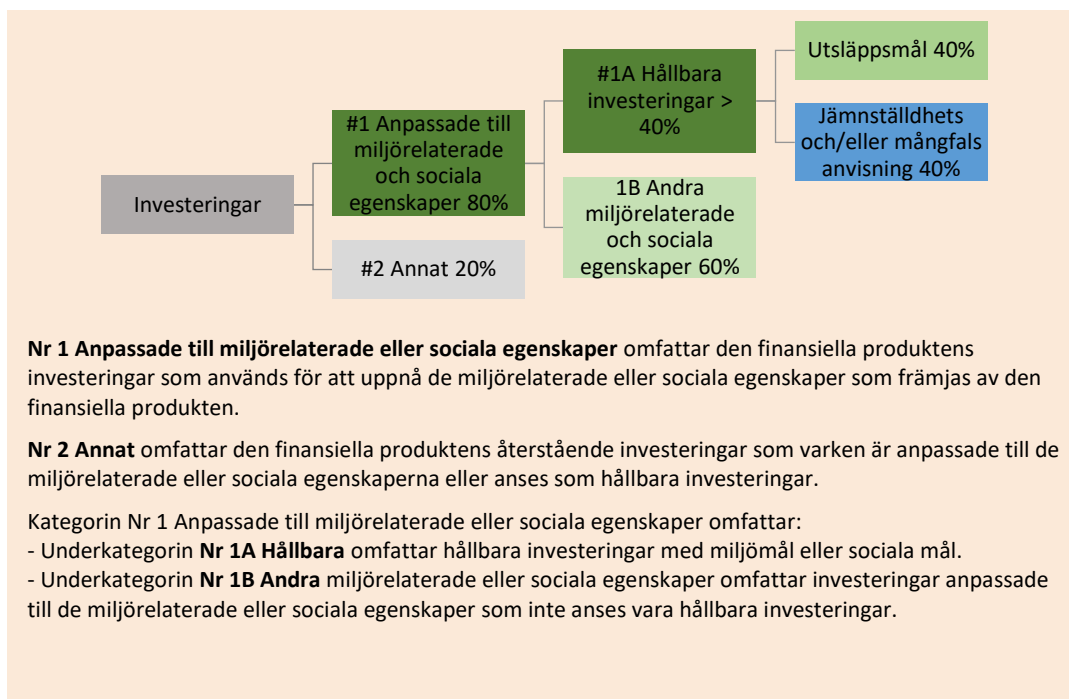 Investeringar
#1 Anpassade till
miljörelaterade
och sociala
egenskaper 80%
#2 Annat 20%
#1A Hållbara
investeringar >
40%
1B Andra
miljörelaterade
och sociala
egenskaper 60%
Utsläppsmål 40%
Jämnställdhets
och/eller mångfals
anvisning 40%
Nr 1 Anpassade till miljörelaterade eller sociala egenskaper omfattar den finansiella produktens
investeringar som används för att uppnå de miljörelaterade eller sociala egenskaper som främjas av den
finansiella produkten.
Nr 2 Annat omfattar den finansiella produktens återstående investeringar som varken är anpassade till de
miljörelaterade eller sociala egenskaperna eller anses som hållbara investeringar.
Kategorin Nr 1 Anpassade till miljörelaterade eller sociala egenskaper omfattar:
- Underkategorin Nr 1A Hållbara omfattar hållbara investeringar med miljömål eller sociala mål.
- Underkategorin Nr 1B Andra miljörelaterade eller sociala egenskaper omfattar investeringar anpassade
till de miljörelaterade eller sociala egenskaper som inte anses vara hållbara investeringar.